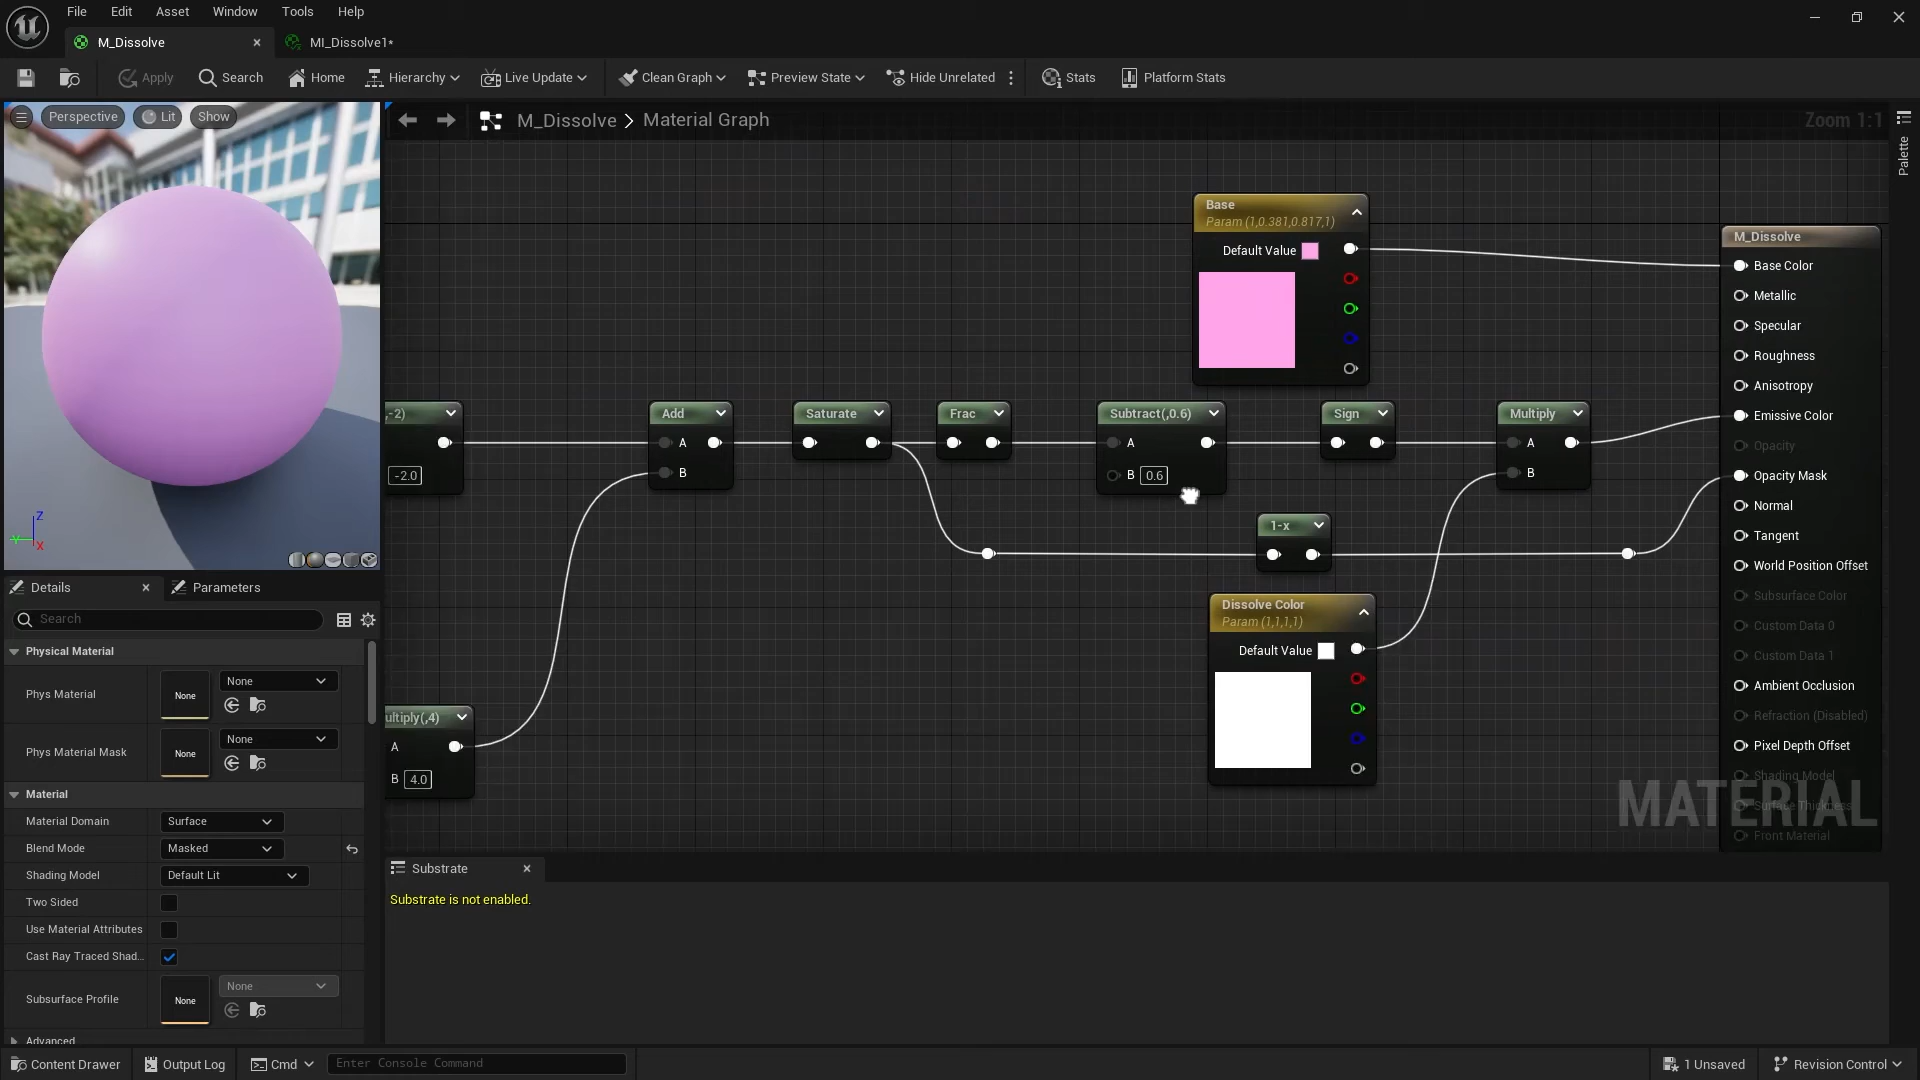 File Edit Asset Window Tools Help
M_Dissolve
MI_Dissolve1*
Apply
Search
Home
Hierarchy
Live Update
Clean Graph
Preview State
Hide Unrelated
Stats
Platform Stats
Perspective
Lit
Show
M_Dissolve > Material Graph
Zoom 1:1
Palette
Base
Param (1,0.381,0.817,1)
Default Value
,-2)
-2.0
Add
A
B
Saturate
Frac
Subtract(,0.6)
A
B 0.6
Sign
Multiply
A
B
1-x
Dissolve Color
Param (1,1,1,1)
Default Value
ultiply(,4)
A
B 4.0
M_Dissolve
Base Color
Metallic
Specular
Roughness
Anisotropy
Emissive Color
Opacity
Opacity Mask
Normal
Tangent
World Position Offset
Subsurface Color
Custom Data 0
Custom Data 1
Ambient Occlusion
Refraction (Disabled)
Pixel Depth Offset
Shading Model
Surface Thickness
Front Material
MATERIAL
Z
Y
X
Details
Parameters
Search
Physical Material
Phys Material
None
None
Phys Material Mask
None
None
Material
Material Domain
Surface
Blend Mode
Masked
Shading Model
Default Lit
Two Sided
Use Material Attributes
Cast Ray Traced Shad...
Subsurface Profile
None
None
Advanced
Substrate
Substrate is not enabled.
Content Drawer
Output Log
Cmd
Enter Console Command
1 Unsaved
Revision Control